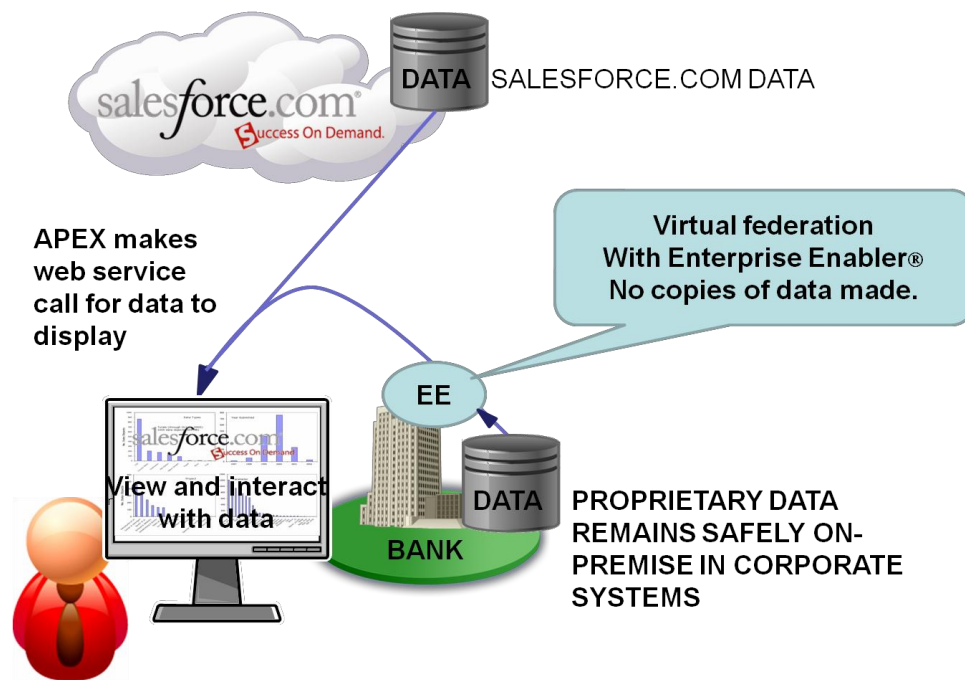 DATA
SALESFORCE.COM DATA
salesforce.com®
Success On Demand.
Virtual federation
With Enterprise Enabler®
No copies of data made.
APEX makes
web service
call for data to
display
EE
salesforce.com
Success On Demand
View and interact
with data
DATA
BANK
PROPRIETARY DATA
REMAINS SAFELY ON-
PREMISE IN CORPORATE
SYSTEMS